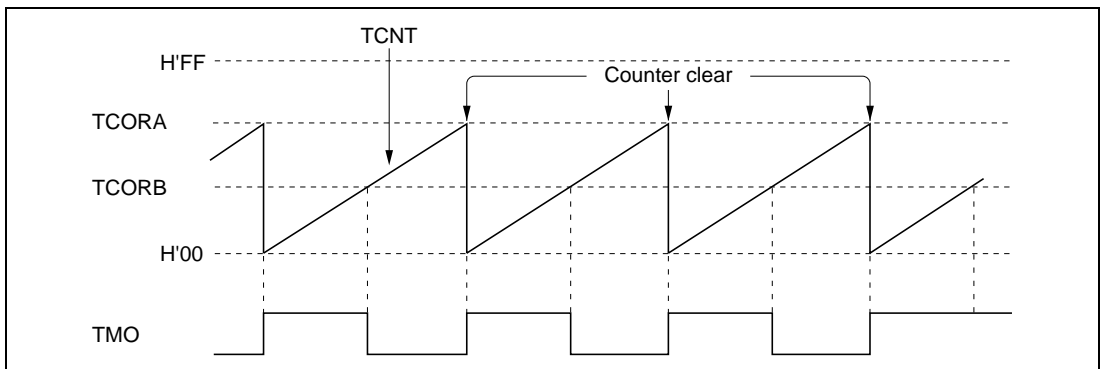 TCNT
H'FF
Counter clear
TCORA
TCORB
H'00
TMO